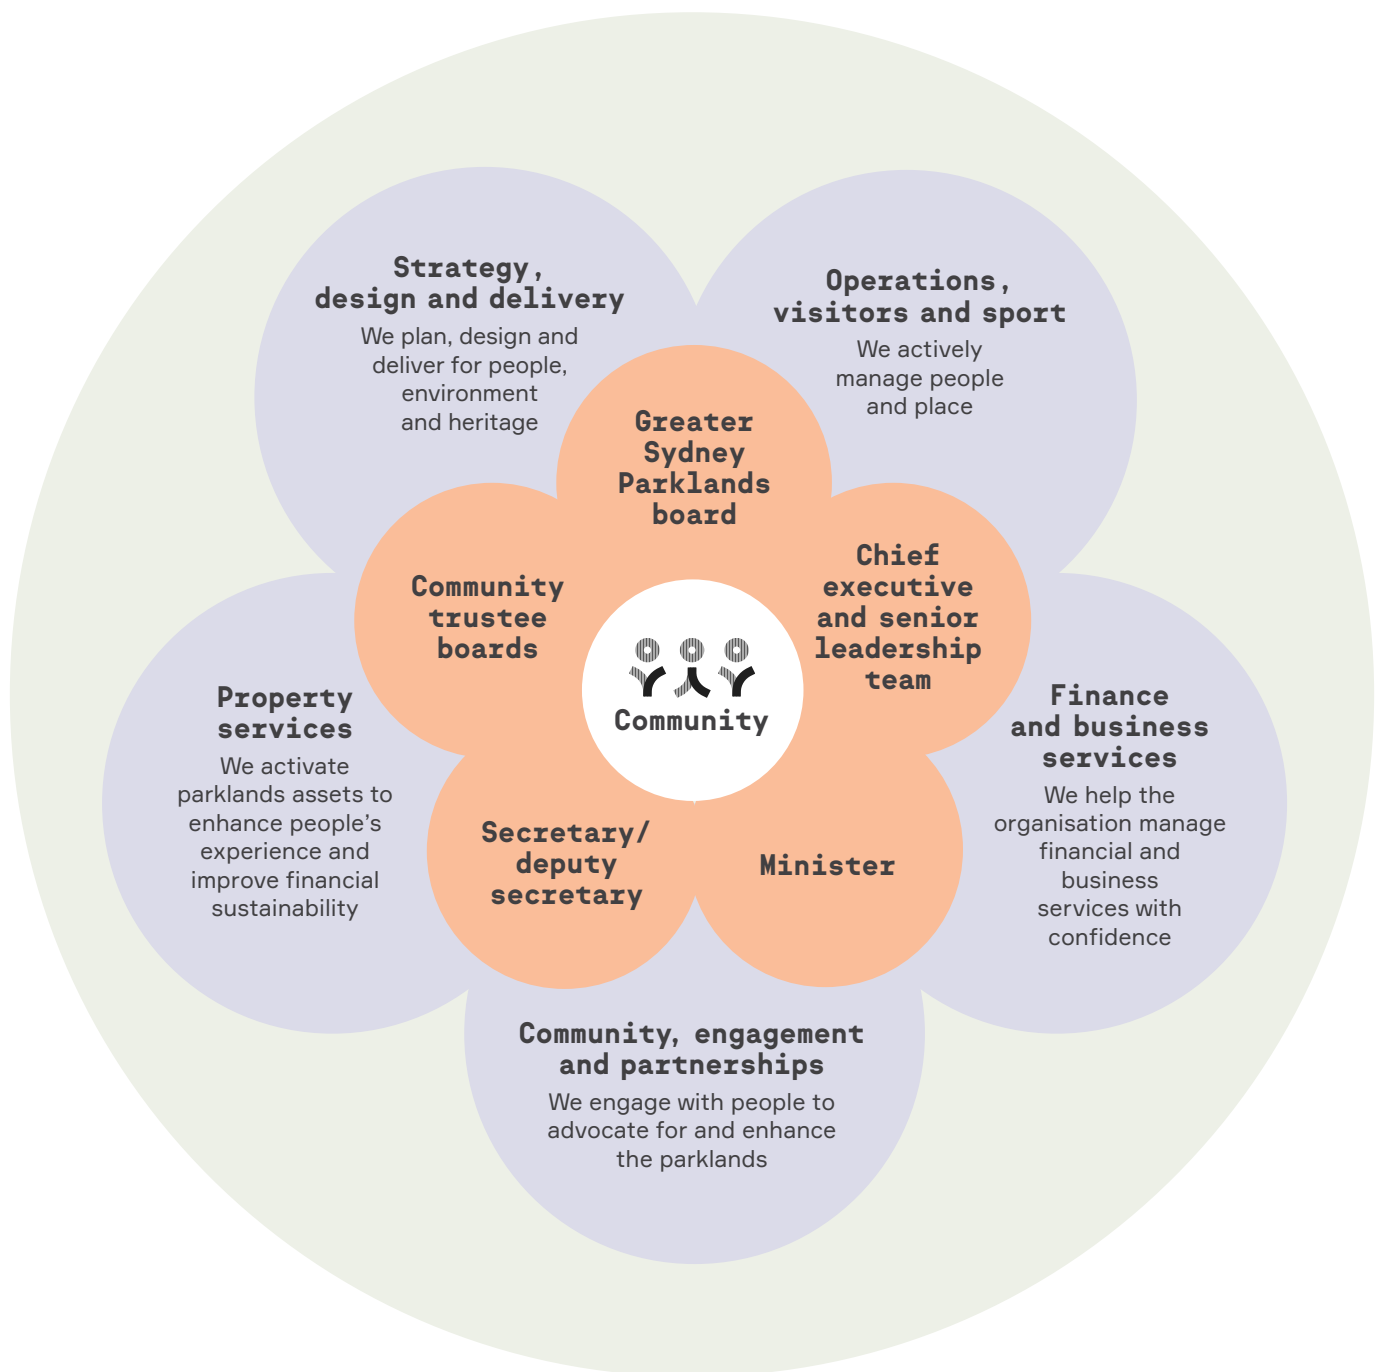 Strategy,
design and delivery
We plan, design and
deliver for people,
environment
and heritage
Operations,
visitors and sport
We actively
manage people
and place
Greater
Sydney
Parklands
board
Community
trustee
boards
Chief
executive
and senior
leadership
team
Community
Property
services
We activate
parklands assets to
enhance people’s
experience and
improve financial
sustainability
Finance
and business
services
We help the
organisation manage
financial and
business
services with
confidence
Secretary/
deputy
secretary
Minister
Community, engagement
and partnerships
We engage with people to
advocate for and enhance
the parklands